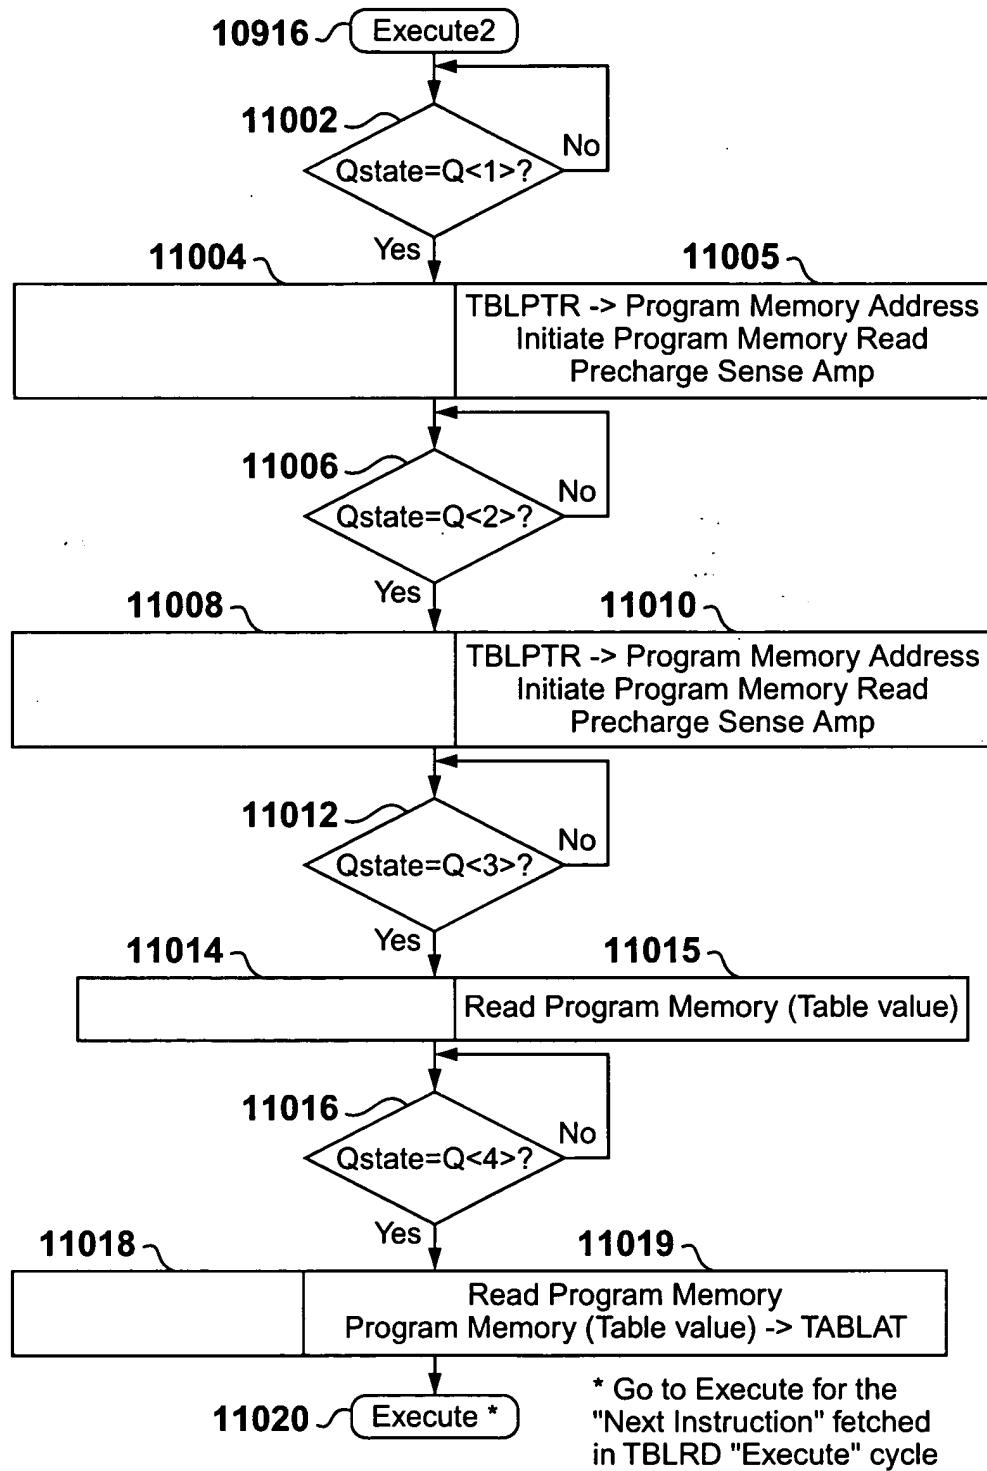 10916
Execute2
11002
No
Qstate=Q<1>?
Yes
11004
11005
TBLPTR -> Program Memory Address
Initiate Program Memory Read
Precharge Sense Amp
11006
No
Qstate=Q<2>?
Yes
11008
11010
TBLPTR -> Program Memory Address
Initiate Program Memory Read
Precharge Sense Amp
11012
No
Qstate=Q<3>?
Yes
11014
11015
Read Program Memory (Table value)
11016
No
Qstate=Q<4>?
Yes
11018
11019
Read Program Memory
Program Memory (Table value) -> TABLAT
11020
Execute *
* Go to Execute for the
"Next Instruction" fetched
in TBLRD "Execute" cycle